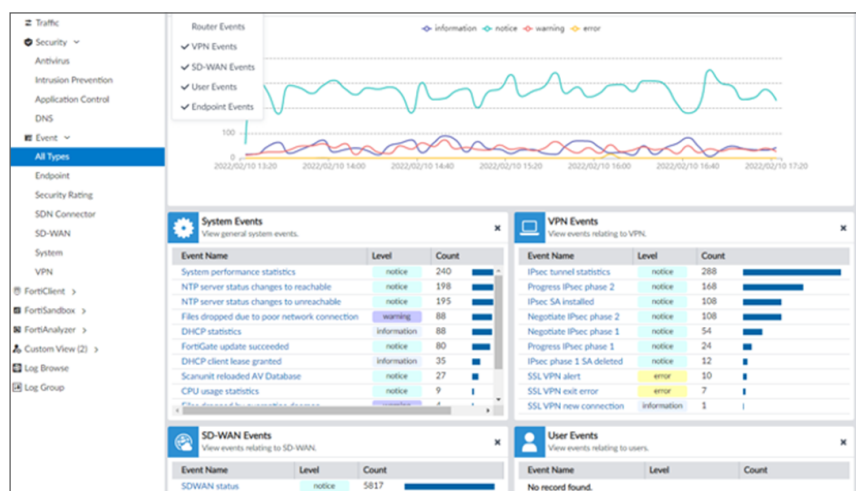 Traffic
Security
Antivirus
Intrusion Prevention
Application Control
DNS
Event
All Types
Endpoint
Security Rating
SDN Connector
SD-WAN
System
VPN
FortiClient
FortiSandbox
FortiAnalyzer
Custom View (2)
Log Browse
Log Group
Router Events
VPN Events
SD-WAN Events
User Events
Endpoint Events
information notice warning error
100
0
2022/02/10 13:20 2022/02/10 14:00 2022/02/10 14:40 2022/02/10 15:20 2022/02/10 16:00 2022/02/10 16:40 2022/02/10 17:20
System Events
View general system events.
Event Name Level Count
System performance statistics notice 240
NTP server status changes to reachable notice 198
NTP server status changes to unreachable notice 195
Files dropped due to poor network connection warning 88
DHCP statistics information 88
FortiGate update succeeded notice 80
DHCP client lease granted information 35
Scanunit reloaded AV Database notice 27
CPU usage statistics notice 9
VPN Events
View events relating to VPN.
Event Name Level Count
IPsec tunnel statistics notice 288
Progress IPsec phase 2 notice 168
IPsec SA installed notice 108
Negotiate IPsec phase 2 notice 108
Negotiate IPsec phase 1 notice 54
Progress IPsec phase 1 notice 24
IPsec phase 1 SA deleted notice 12
SSL VPN alert error 10
SSL VPN exit error error 7
SSL VPN new connection information 1
SD-WAN Events
View events relating to SD-WAN.
Event Name Level Count
SDWAN status notice 5817
User Events
View events relating to users.
Event Name Level Count
No record found.